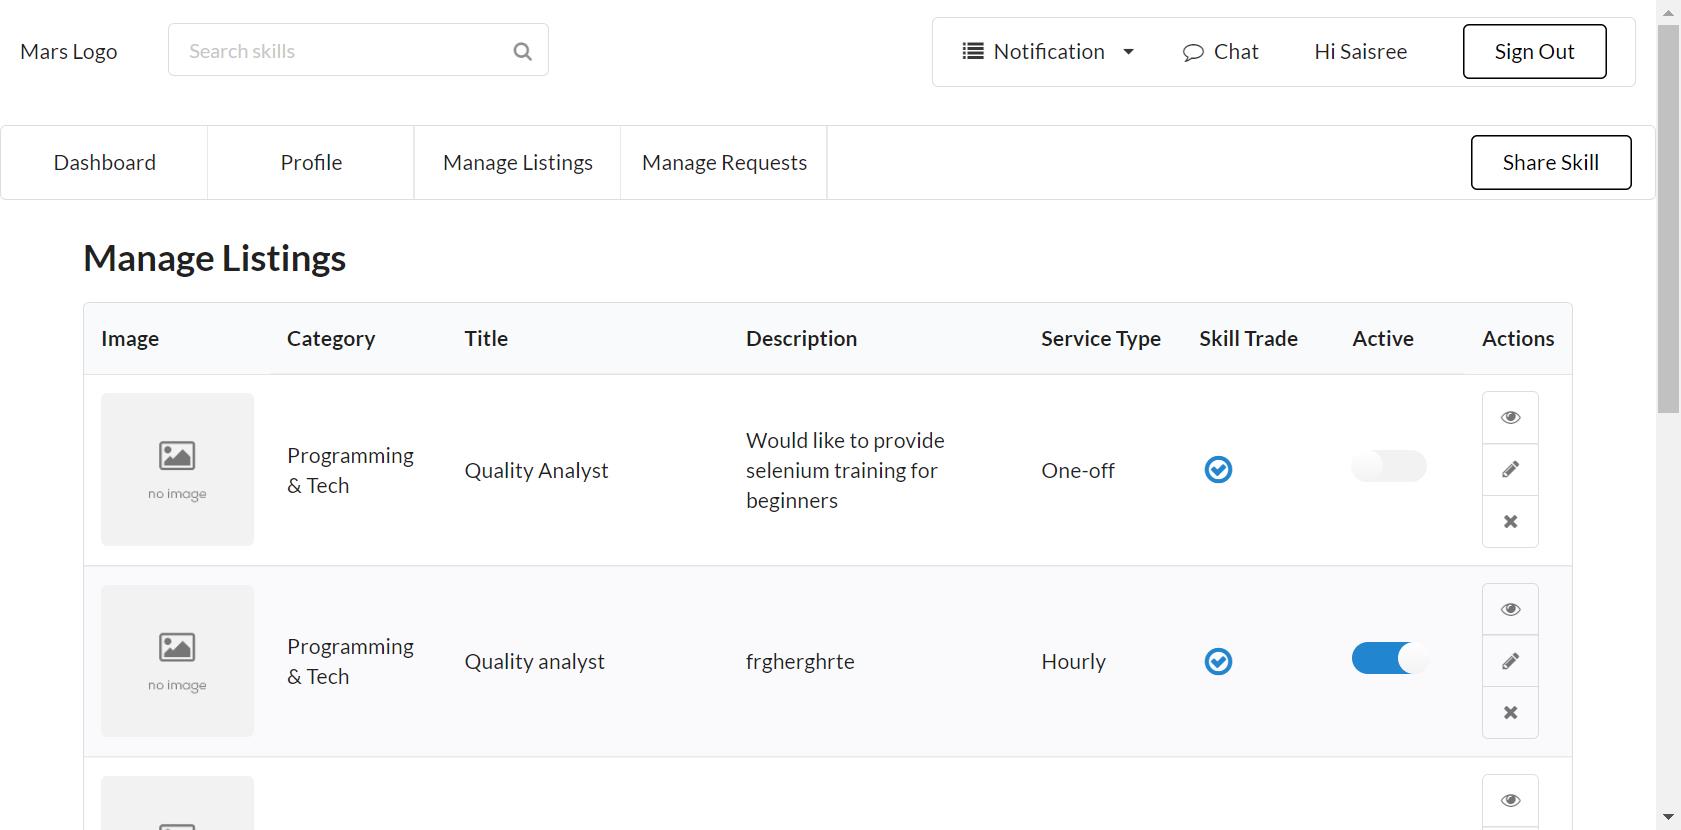 Mars Logo
Search skills
Notification
Chat
Hi Saisree
Sign Out
Dashboard
Profile
Manage Listings
Manage Requests
Share Skill
Manage Listings
Image Category Title Description Service Type Skill Trade Active Actions
no image
Programming
& Tech
Quality Analyst
Would like to provide
selenium training for
beginners
One-off
no image
Programming
& Tech
Quality analyst
frgherghrte
Hourly